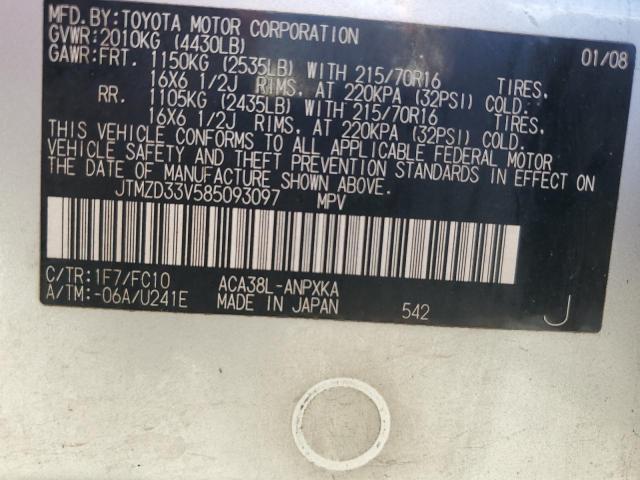 MFD.BY:TOYOTA MOTOR CORPORATION 01/08
GVWR:2010KG (4430LB)
GAWR:FRT. 1150KG (2535LB) WITH 215/70R16 TIRES,
16X6 1/2J RIMS, AT 220KPA (32PSI) COLD.
RR. 1105KG (2435LB) WITH 215/70R16 TIRES,
16X6 1/2J RIMS, AT 220KPA (32PSI) COLD.
THIS VEHICLE CONFORMS TO ALL APPLICABLE FEDERAL MOTOR
VEHICLE SAFETY AND THEFT PREVENTION STANDARDS IN EFFECT ON
THE DATE OF MANUFACTURE SHOWN ABOVE.
JTMZD33V585093097 MPV
C/TR:1F7/FC10 ACA38L-ANPXKA
A/TM:-06A/U241E MADE IN JAPAN 542 J